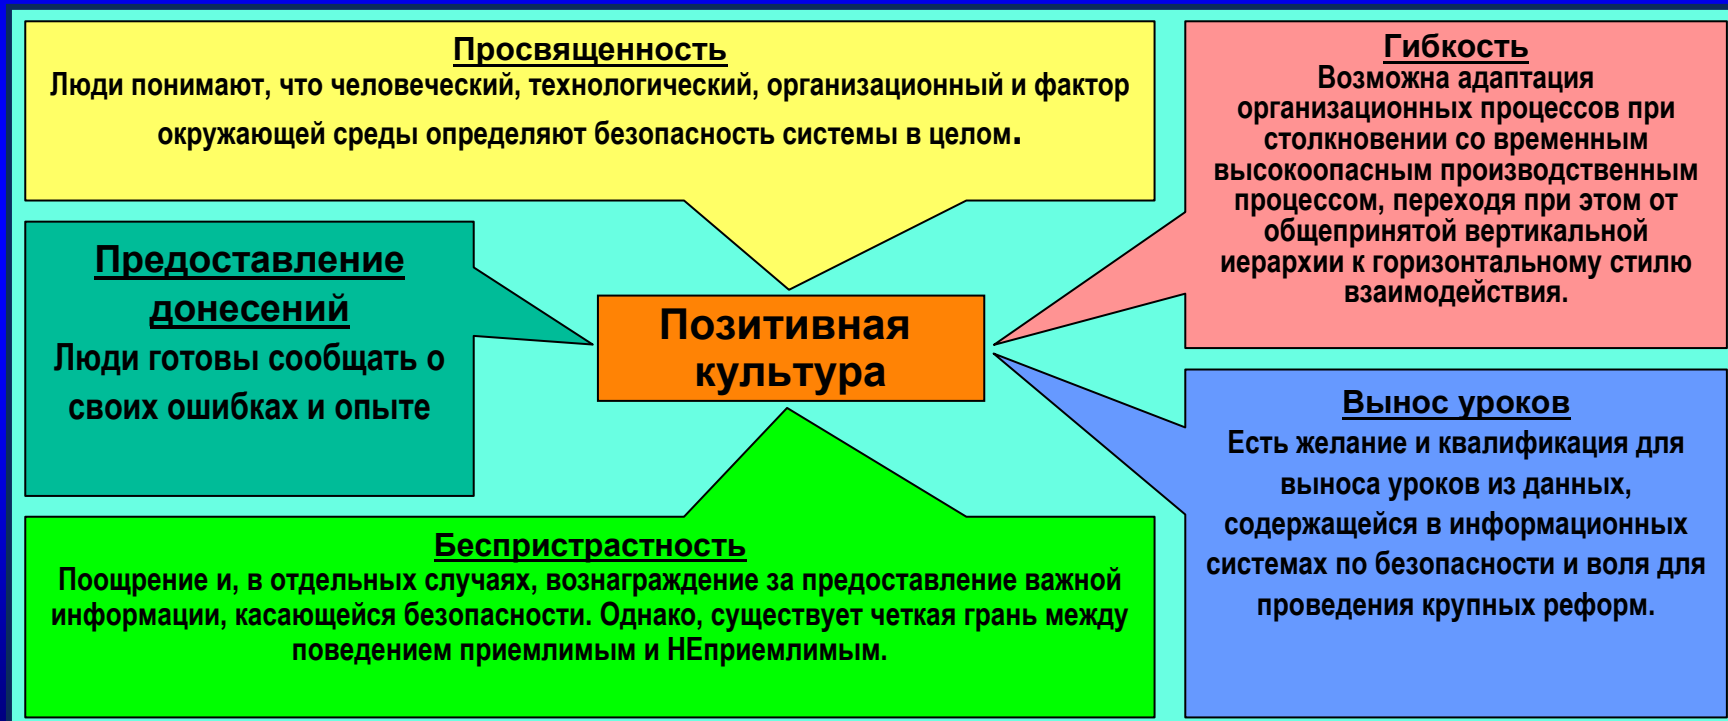 Просвященность
Люди понимают, что человеческий, технологический, организационный и фактор
окружающей среды определяют безопасность системы в целом.
Гибкость
Возможна адаптация
организационных процессов при
столкновении со временным
высокоопасным производственным
процессом, переходя при этом от
общепринятой вертикальной
иерархии к горизонтальному стилю
взаимодействия.
Предоставление
донесений
Люди готовы сообщать о
своих ошибках и опыте
Позитивная
культура
Вынос уроков
Есть желание и квалификация для
выноса уроков из данных,
содержащейся в информационных
системах по безопасности и воля для
проведения крупных реформ.
Беспристрастность
Поощрение и, в отдельных случаях, вознаграждение за предоставление важной
информации, касающейся безопасности. Однако, существует четкая грань между
поведением приемлимым и НЕприемлимым.